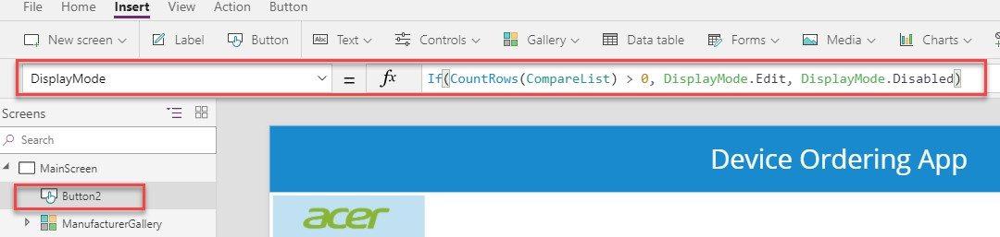 File Home Insert View Action Button
New screen Label Button Text Controls Gallery Data table Forms Media Charts
DisplayMode = fx If(CountRows(CompareList) > 0, DisplayMode.Edit, DisplayMode.Disabled)
Screens
Search
MainScreen
Button2
ManufacturerGallery
Device Ordering App
acer